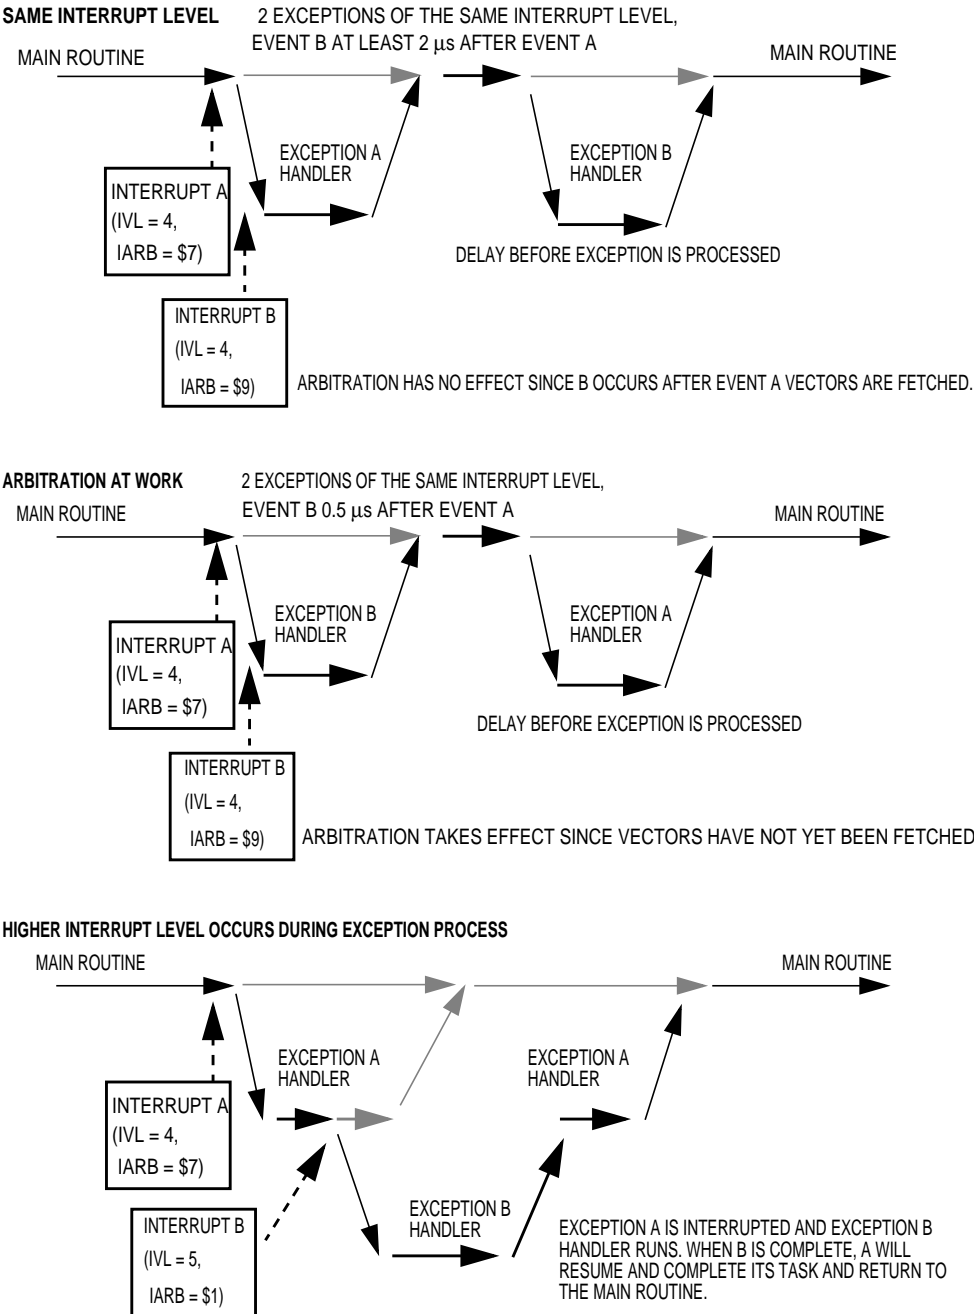 SAME INTERRUPT LEVEL 2 EXCEPTIONS OF THE SAME INTERRUPT LEVEL,
EVENT B AT LEAST 2 μs AFTER EVENT A
MAIN ROUTINE
MAIN ROUTINE
EXCEPTION A
HANDLER
EXCEPTION B
HANDLER
INTERRUPT A
(IVL = 4,
IARB = $7)
DELAY BEFORE EXCEPTION IS PROCESSED
INTERRUPT B
(IVL = 4,
IARB = $9)
ARBITRATION HAS NO EFFECT SINCE B OCCURS AFTER EVENT A VECTORS ARE FETCHED.
ARBITRATION AT WORK 2 EXCEPTIONS OF THE SAME INTERRUPT LEVEL,
EVENT B 0.5 μs AFTER EVENT A
MAIN ROUTINE
MAIN ROUTINE
EXCEPTION B
HANDLER
EXCEPTION A
HANDLER
INTERRUPT A
(IVL = 4,
IARB = $7)
DELAY BEFORE EXCEPTION IS PROCESSED
INTERRUPT B
(IVL = 4,
IARB = $9)
ARBITRATION TAKES EFFECT SINCE VECTORS HAVE NOT YET BEEN FETCHED
HIGHER INTERRUPT LEVEL OCCURS DURING EXCEPTION PROCESS
MAIN ROUTINE
MAIN ROUTINE
EXCEPTION A
HANDLER
EXCEPTION A
HANDLER
INTERRUPT A
(IVL = 4,
IARB = $7)
EXCEPTION B
HANDLER
INTERRUPT B
(IVL = 5,
IARB = $1)
EXCEPTION A IS INTERRUPTED AND EXCEPTION B
HANDLER RUNS. WHEN B IS COMPLETE, A WILL
RESUME AND COMPLETE ITS TASK AND RETURN TO
THE MAIN ROUTINE.